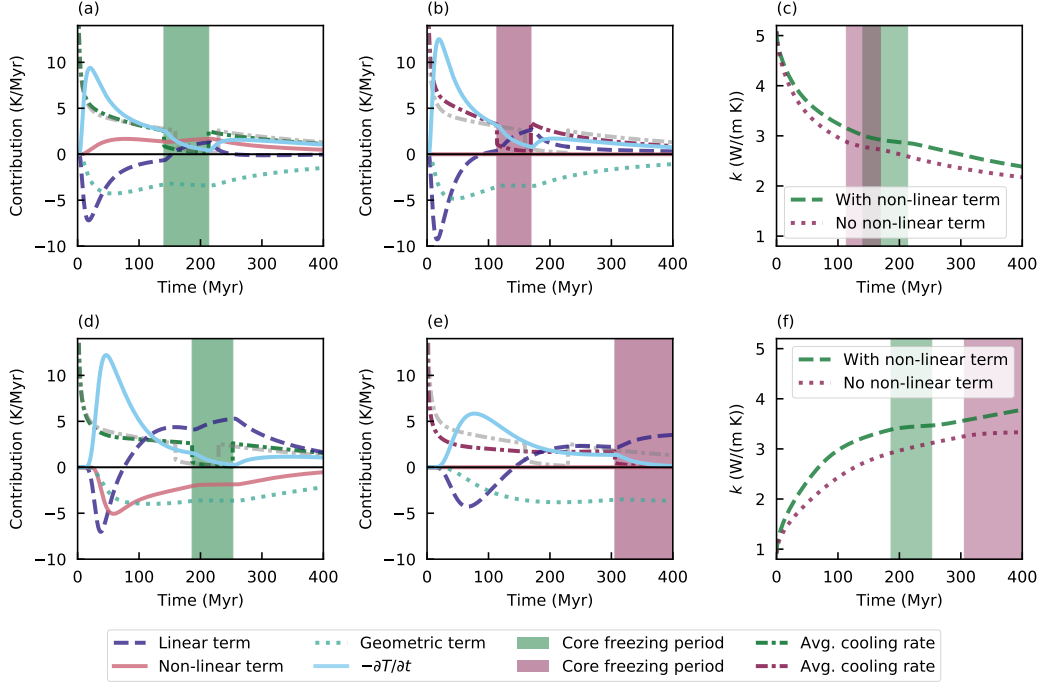 (a)
(b)
(c)
10
5
0
−5
−10
Contribution (K/Myr)
0
100
200
300
400
Time (Myr)
10
5
0
−5
−10
Contribution (K/Myr)
0
100
200
300
400
Time (Myr)
5
4
3
2
1
k (W/(m K))
With non-linear term
No non-linear term
0
100
200
300
400
Time (Myr)
(d)
(e)
(f)
10
5
0
−5
−10
Contribution (K/Myr)
0
100
200
300
400
Time (Myr)
10
5
0
−5
−10
Contribution (K/Myr)
0
100
200
300
400
Time (Myr)
5
4
3
2
1
k (W/(m K))
With non-linear term
No non-linear term
0
100
200
300
400
Time (Myr)
Linear term
Non-linear term
Geometric term
−∂T/∂t
Core freezing period
Core freezing period
Avg. cooling rate
Avg. cooling rate